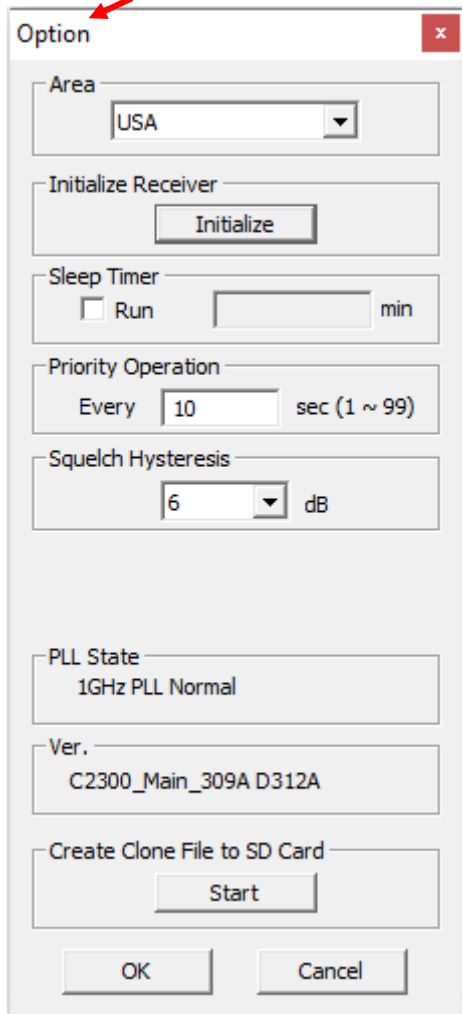 Option
x
Area
USA
Initialize Receiver
Initialize
Sleep Timer
Run min
Priority Operation
Every 10 sec (1 ~ 99)
Squelch Hysteresis
6 dB
PLL State
1GHz PLL Normal
Ver.
C2300_Main_309A D312A
Create Clone File to SD Card
Start
OK Cancel